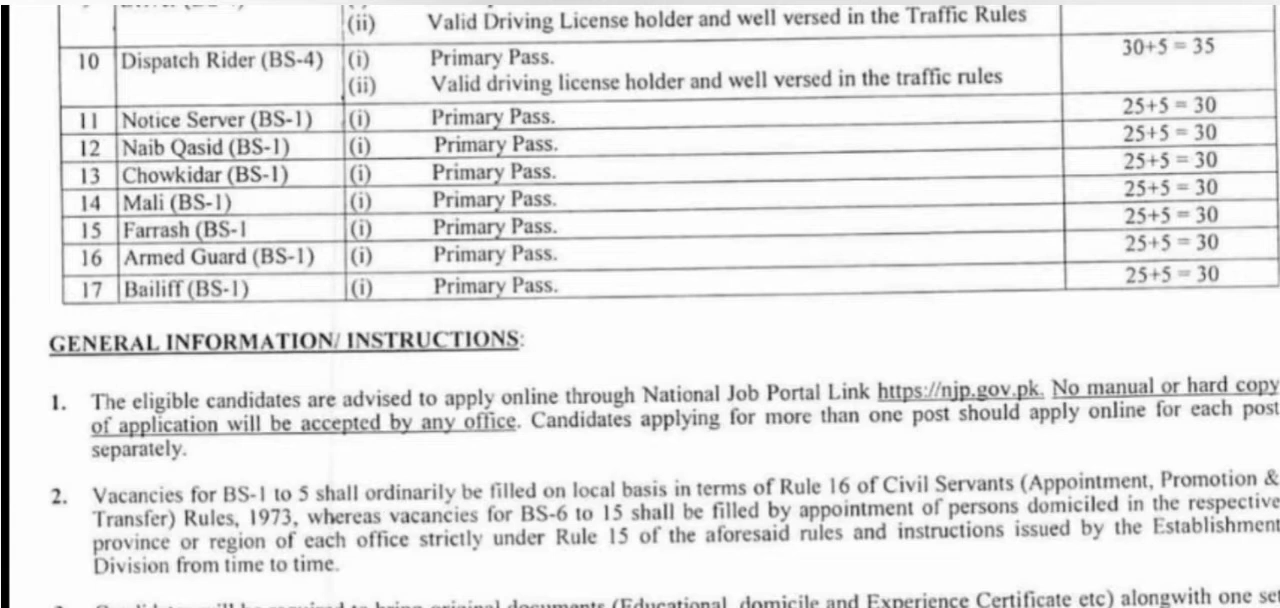 (ii) Valid Driving License holder and well versed in the Traffic Rules
10 Dispatch Rider (BS-4) (i) Primary Pass. 30+5 = 35
(ii) Valid driving license holder and well versed in the traffic rules
11 Notice Server (BS-1) (i) Primary Pass. 25+5 = 30
12 Naib Qasid (BS-1) (i) Primary Pass. 25+5 = 30
13 Chowkidar (BS-1) (i) Primary Pass. 25+5 = 30
14 Mali (BS-1) (i) Primary Pass. 25+5 = 30
15 Farrash (BS-1 (i) Primary Pass. 25+5 = 30
16 Armed Guard (BS-1) (i) Primary Pass. 25+5 = 30
17 Bailiff (BS-1) (i) Primary Pass. 25+5 = 30
GENERAL INFORMATION/ INSTRUCTIONS:
1. The eligible candidates are advised to apply online through National Job Portal Link https://njp.gov.pk. No manual or hard copy
of application will be accepted by any office. Candidates applying for more than one post should apply online for each post
separately.
2. Vacancies for BS-1 to 5 shall ordinarily be filled on local basis in terms of Rule 16 of Civil Servants (Appointment, Promotion &
Transfer) Rules, 1973, whereas vacancies for BS-6 to 15 shall be filled by appointment of persons domiciled in the respective
province or region of each office strictly under Rule 15 of the aforesaid rules and instructions issued by the Establishment
Division from time to time.
original documents (Educational, domicile and Experience Certificate etc) alongwith one set